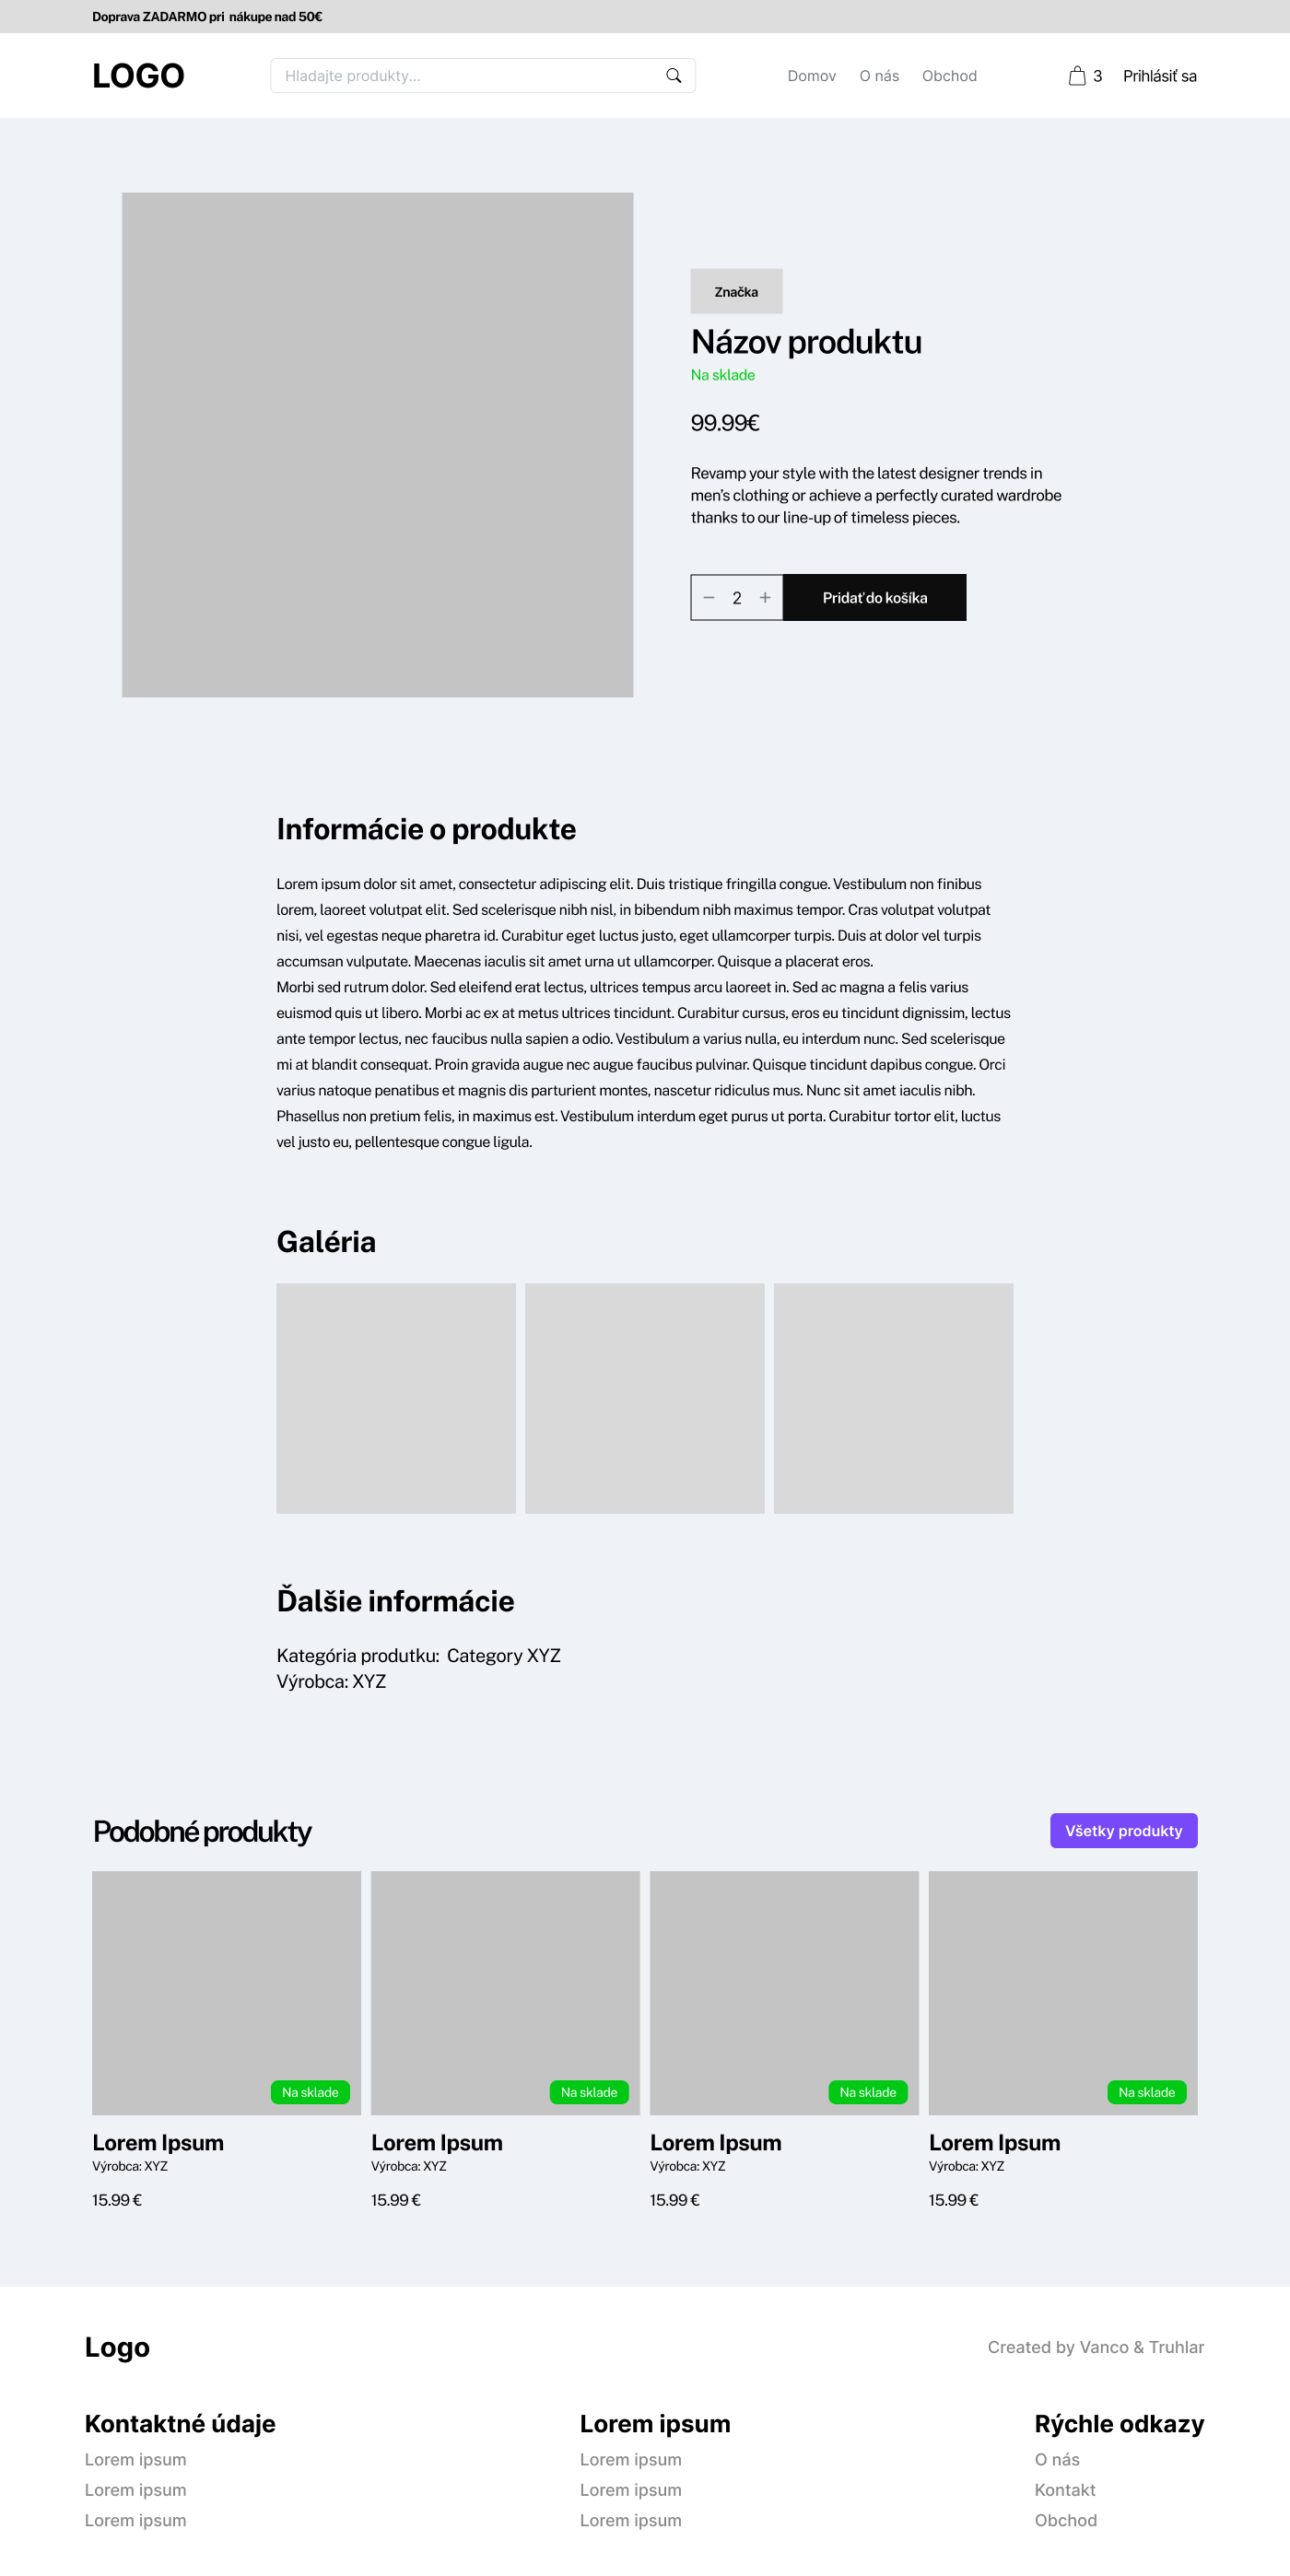 Doprava ZADARMO pri nákupe nad 50€
LOGO
Hladajte produkty...
Domov
O nás
Obchod
3
Prihlásiť sa
Značka
Názov produktu
Na sklade
99.99€
Revamp your style with the latest designer trends in
men’s clothing or achieve a perfectly curated wardrobe
thanks to our line-up of timeless pieces.
2
Pridať do košíka
Informácie o produkte
Lorem ipsum dolor sit amet, consectetur adipiscing elit. Duis tristique fringilla congue. Vestibulum non finibus
lorem, laoreet volutpat elit. Sed scelerisque nibh nisl, in bibendum nibh maximus tempor. Cras volutpat volutpat
nisi, vel egestas neque pharetra id. Curabitur eget luctus justo, eget ullamcorper turpis. Duis at dolor vel turpis
accumsan vulputate. Maecenas iaculis sit amet urna ut ullamcorper. Quisque a placerat eros.
Morbi sed rutrum dolor. Sed eleifend erat lectus, ultrices tempus arcu laoreet in. Sed ac magna a felis varius
euismod quis ut libero. Morbi ac ex at metus ultrices tincidunt. Curabitur cursus, eros eu tincidunt dignissim, lectus
ante tempor lectus, nec faucibus nulla sapien a odio. Vestibulum a varius nulla, eu interdum nunc. Sed scelerisque
mi at blandit consequat. Proin gravida augue nec augue faucibus pulvinar. Quisque tincidunt dapibus congue. Orci
varius natoque penatibus et magnis dis parturient montes, nascetur ridiculus mus. Nunc sit amet iaculis nibh.
Phasellus non pretium felis, in maximus est. Vestibulum interdum eget purus ut porta. Curabitur tortor elit, luctus
vel justo eu, pellentesque congue ligula.
Galéria
Ďalšie informácie
Kategória produtku: Category XYZ
Výrobca: XYZ
Podobné produkty
Všetky produkty
Na sklade
Na sklade
Na sklade
Na sklade
Lorem Ipsum
Výrobca: XYZ
15.99 €
Lorem Ipsum
Výrobca: XYZ
15.99 €
Lorem Ipsum
Výrobca: XYZ
15.99 €
Lorem Ipsum
Výrobca: XYZ
15.99 €
Logo
Created by Vanco & Truhlar
Kontaktné údaje
Lorem ipsum
Lorem ipsum
Lorem ipsum
Lorem ipsum
Lorem ipsum
Lorem ipsum
Lorem ipsum
Rýchle odkazy
O nás
Kontakt
Obchod